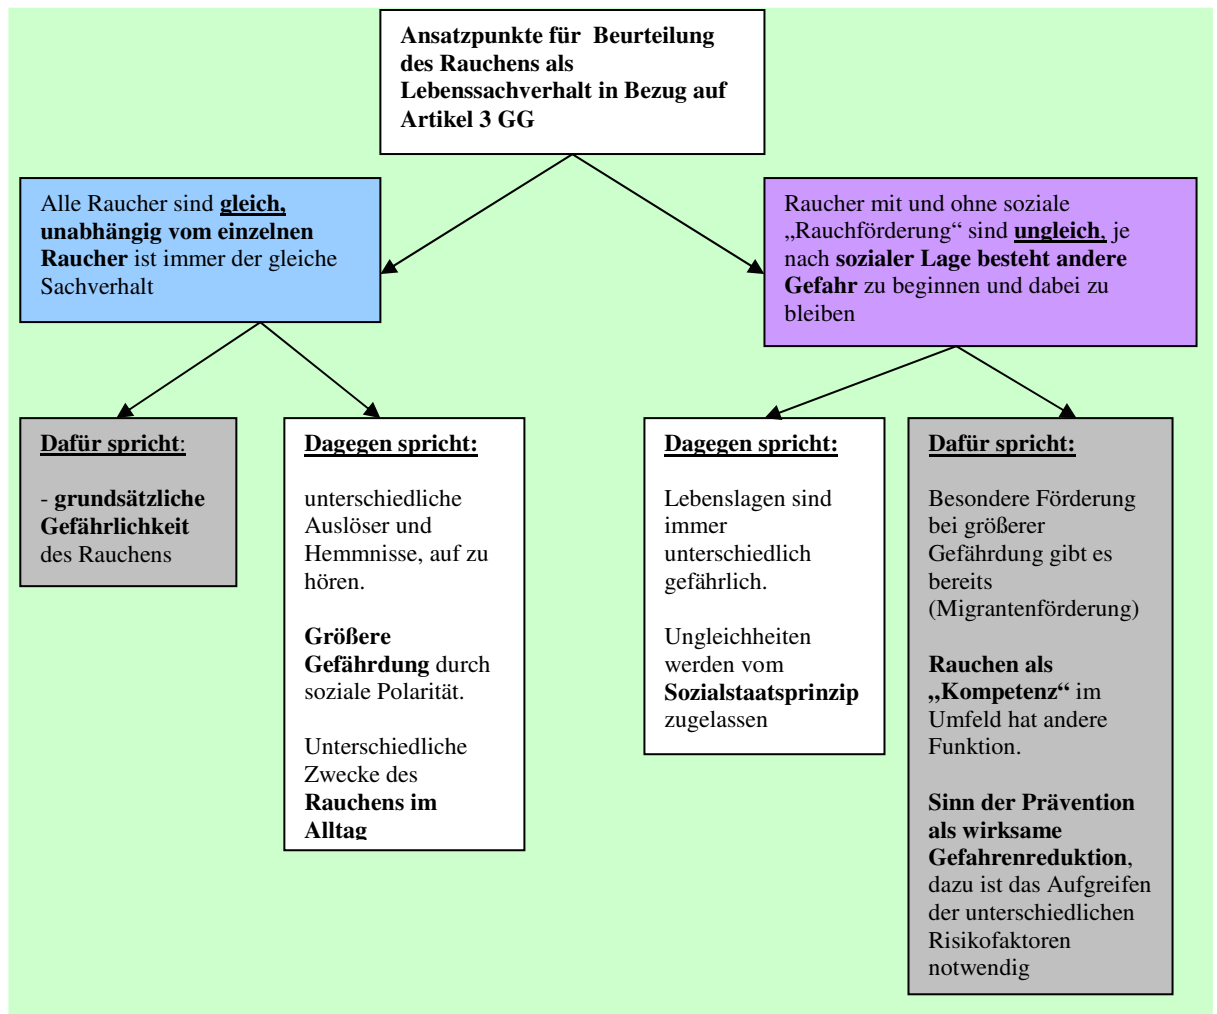 Ansatzpunkte für  Beurteilung
des Rauchens als
Lebenssachverhalt in Bezug auf
Artikel 3 GG
Alle Raucher sind gleich,
unabhängig vom einzelnen
Raucher ist immer der gleiche
Sachverhalt
Raucher mit und ohne soziale
„Rauchförderung“ sind ungleich, je
nach sozialer Lage besteht andere
Gefahr zu beginnen und dabei zu
bleiben
Dafür spricht:
- grundsätzliche
Gefährlichkeit
des Rauchens
Dagegen spricht:
unterschiedliche
Auslöser und
Hemmnisse, auf zu
hören.
Größere
Gefährdung durch
soziale Polarität.
Unterschiedliche
Zwecke des
Rauchens im
Alltag
Dagegen spricht:
Lebenslagen sind
immer
unterschiedlich
gefährlich.
Ungleichheiten
werden vom
Sozialstaatsprinzip
zugelassen
Dafür spricht:
Besondere Förderung
bei größerer
Gefährdung gibt es
bereits
(Migrantenförderung)
Rauchen als
„Kompetenz“ im
Umfeld hat andere
Funktion.
Sinn der Prävention
als wirksame
Gefahrenreduktion,
dazu ist das Aufgreifen
der unterschiedlichen
Risikofaktoren
notwendig